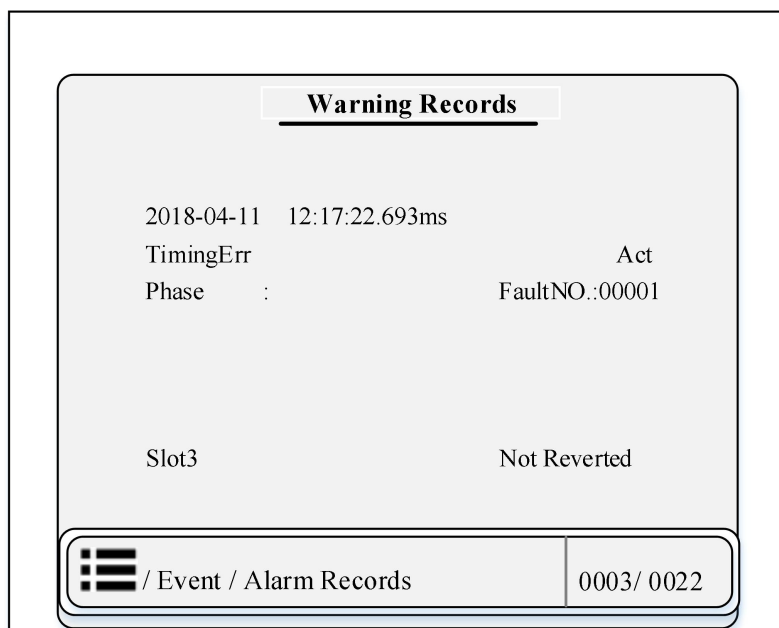 Warning Records
2018-04-11 12:17:22.693ms
TimingErr Act
Phase : FaultNO.:00001
Slot3 Not Reverted
/ Event / Alarm Records 0003/ 0022